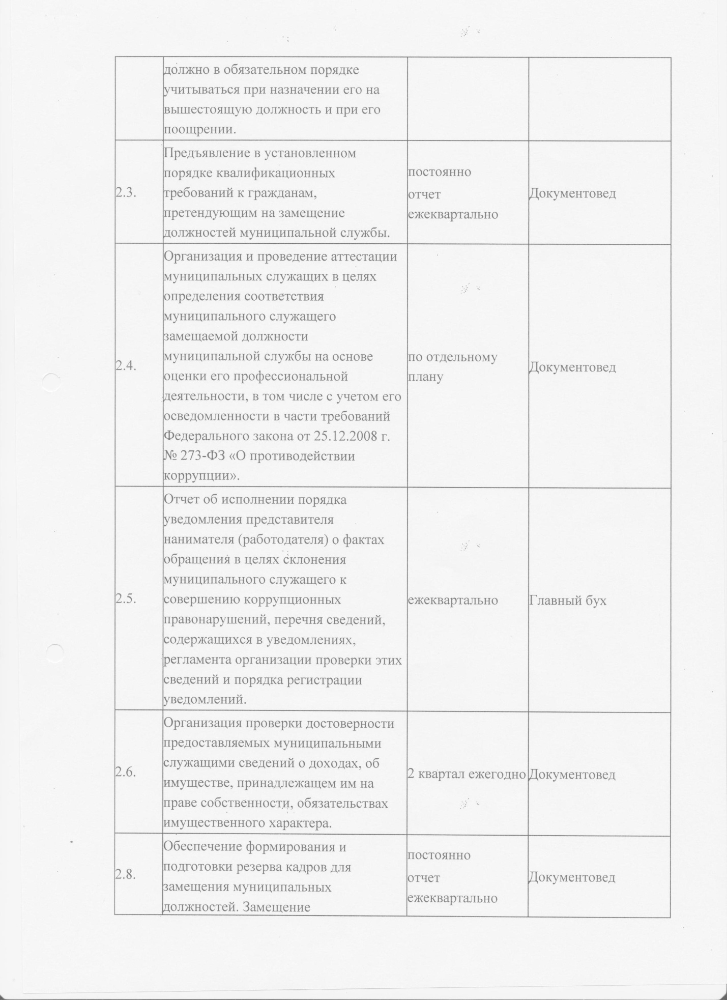 должно в обязательном порядке
учитываться при назначении его на
вышестоящую должность и при его
поощрении.
2.3.
Предъявление в установленном
порядке квалификационных
требований к гражданам,
претендующим на замещение
должностей муниципальной службы.
постоянно
отчет
ежеквартально
Документовед
2.4.
Организация и проведение аттестации
муниципальных служащих в целях
определения соответствия
муниципального служащего
замещаемой должности
муниципальной службы на основе
оценки его профессиональной
деятельности, в том числе с учетом его
осведомленности в части требований
Федерального закона от 25.12.2008 г.
№ 273-ФЗ «О противодействии
коррупции».
по отдельному
плану
Документовед
2.5.
Отчет об исполнении порядка
уведомления представителя
нанимателя (работодателя) о фактах
обращения в целях склонения
муниципального служащего к
совершению коррупционных
правонарушений, перечня сведений,
содержащихся в уведомлениях,
регламента организации проверки этих
сведений и порядка регистрации
уведомлений.
ежеквартально
Главный бух
2.6.
Организация проверки достоверности
предоставляемых муниципальными
служащими сведений о доходах, об
имуществе, принадлежащем им на
праве собственности, обязательствах
имущественного характера.
2 квартал ежегодно
Документовед
2.8.
Обеспечение формирования и
подготовки резерва кадров для
замещения муниципальных
должностей. Замещение
постоянно
отчет
ежеквартально
Документовед